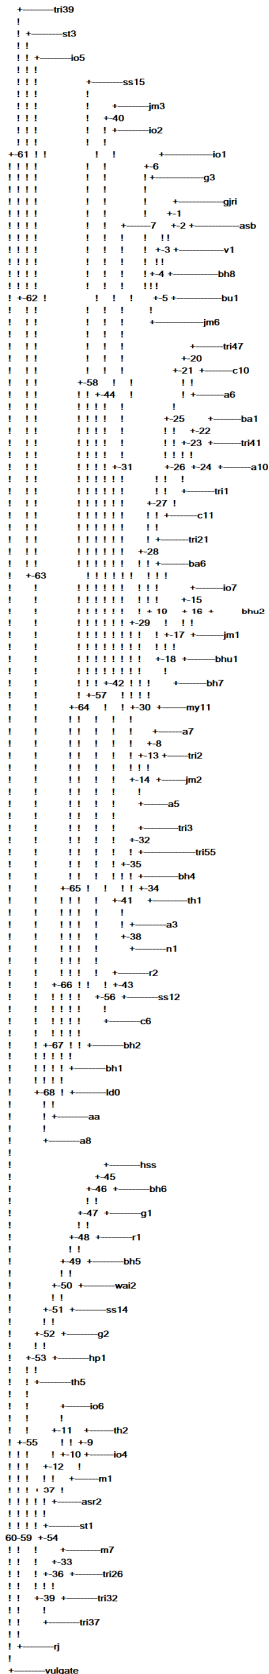 tri39
st3
io5
ss15
jm3
40
io2
61
io1
6
g3
gjri
1
7 2 asb
3 v1
4 bh8
62 5 bu1
jm6
tri47
20
21 c10
58
44 a6
25 ba1
22
23 tri41
31 26 24 a10
tri1
27
c11
tri21
28
63 ba6
io7
15
19 16 bhu2
29
17 jm1
18 bhu1
42 bh7
57
64 30 my11
a7
8
13 tri2
14 jm2
a5
tri3
32
tri55
35
bh4
65 34
41 th1
a3
38
n1
r2
66 43
56 ss12
c6
67 bh2
bh1
68 ld0
aa
a8
hss
45
46 bh6
47 g1
48 r1
49 bh5
50 wai2
51 ss14
52 g2
53 hp1
th5
io6
11 th2
55 9
10 io4
12
m1
37
asr2
st1
60-59 54
m7
33
36 tri26
39 tri32
tri37
rj
vulgate